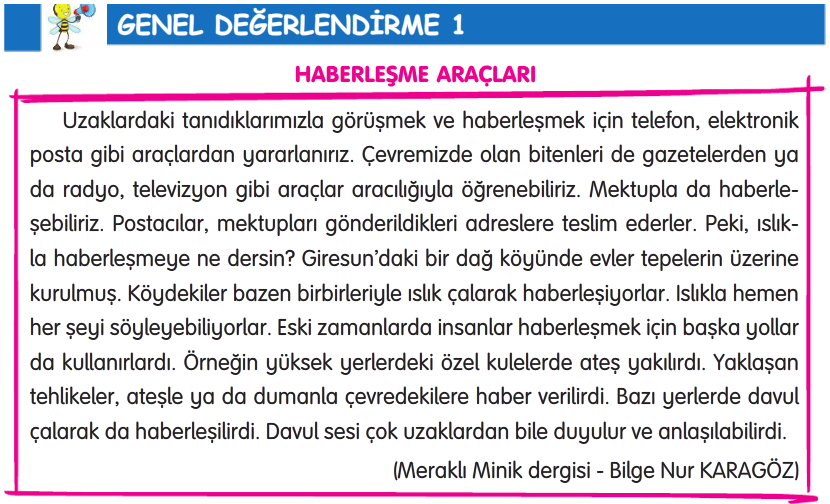 GENEL DEĞERLENDİRME 1
HABERLEŞME ARAÇLARI
Uzaklardaki tanıdıklarımızla görüşmek ve haberleşmek için telefon, elektronik
posta gibi araçlardan yararlanırız. Çevremizde olan bitenleri de gazetelerden ya
da radyo, televizyon gibi araçlar aracılığıyla öğrenebiliriz. Mektupla da haberle-
şebiliriz. Postacılar, mektupları gönderildikleri adreslere teslim ederler. Peki, ıslık-
la haberleşmeye ne dersin? Giresun’daki bir dağ köyünde evler tepelerin üzerine
kurulmuş. Köydekiler bazen birbirleriyle ıslık çalarak haberleşiyorlar. Islıkla hemen
her şeyi söyleyebiliyorlar. Eski zamanlarda insanlar haberleşmek için başka yollar
da kullanırlardı. Örneğin yüksek yerlerdeki özel kulelerde ateş yakılırdı. Yaklaşan
tehlikeler, ateşle ya da dumanla çevredekilere haber verilirdi. Bazı yerlerde davul
çalarak da haberleşilirdi. Davul sesi çok uzaklardan bile duyulur ve anlaşılabilirdi.
(Meraklı Minik dergisi - Bilge Nur KARAGÖZ)